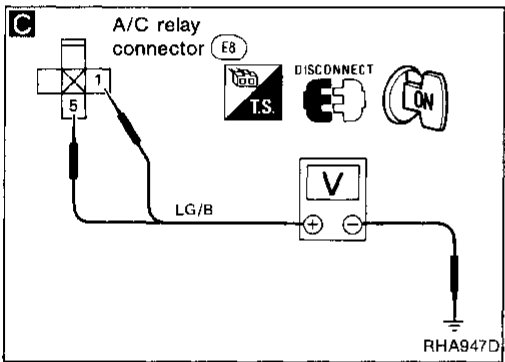 C
A/C relay
connector E8
1
5
T.S.
DISCONNECT
ON
V
LG/B
+ −
RHA947D